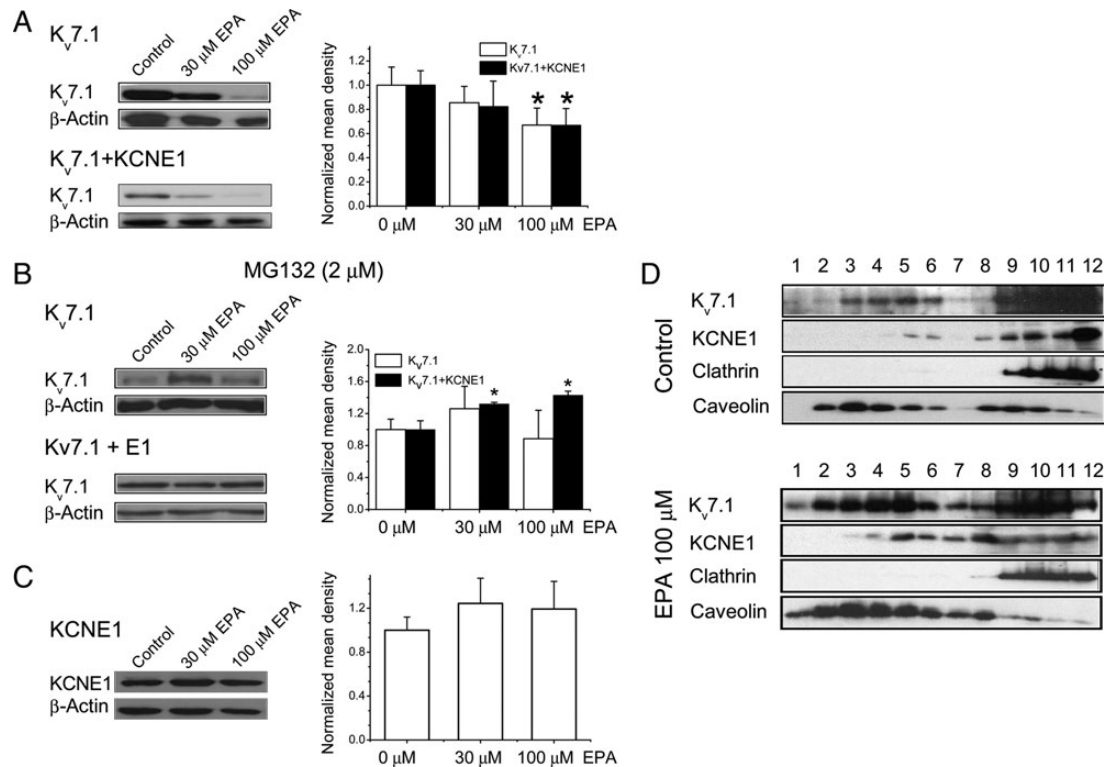 A
Kv7.1
Control
30 μM EPA
100 μM EPA
Kv7.1
β-Actin
Kv7.1+KCNE1
Kv7.1
β-Actin
Normalized mean density
1.2
1.0
0.8
0.6
0.4
0.2
0.0
Kv7.1
Kv7.1+KCNE1
* *
0 μM 30 μM 100 μM EPA
B
MG132 (2 μM)
Kv7.1
Control
30 μM EPA
100 μM EPA
Kv7.1
β-Actin
Kv7.1 + E1
Kv7.1
β-Actin
Normalized mean density
2.0
1.6
1.2
0.8
0.4
0.0
Kv7.1
Kv7.1+KCNE1
*
*
0 μM 30 μM 100 μM EPA
C
KCNE1
Control
30 μM EPA
100 μM EPA
KCNE1
β-Actin
Normalized mean density
1.2
0.8
0.4
0.0
0 μM 30 μM 100 μM EPA
D
Control
1 2 3 4 5 6 7 8 9 10 11 12
Kv7.1
KCNE1
Clathrin
Caveolin
EPA 100 μM
1 2 3 4 5 6 7 8 9 10 11 12
Kv7.1
KCNE1
Clathrin
Caveolin